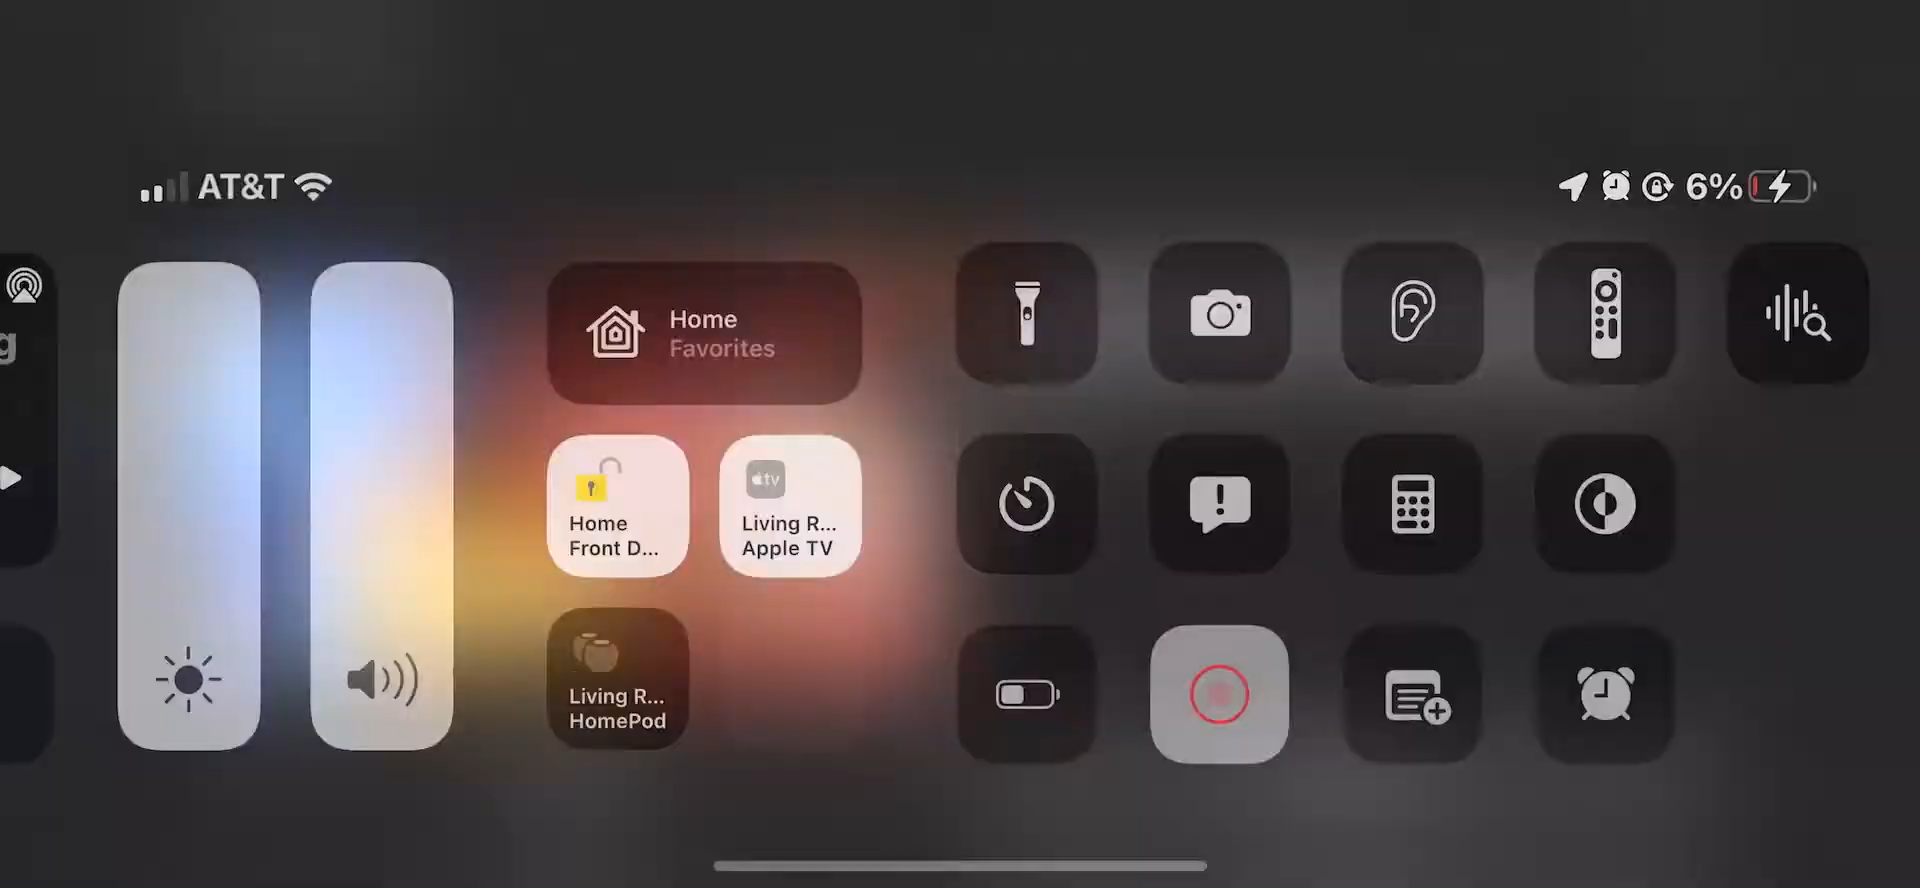 AT&T
6%
g
Home
Favorites
tv
Home
Front D...
Living R...
Apple TV
Living R...
HomePod